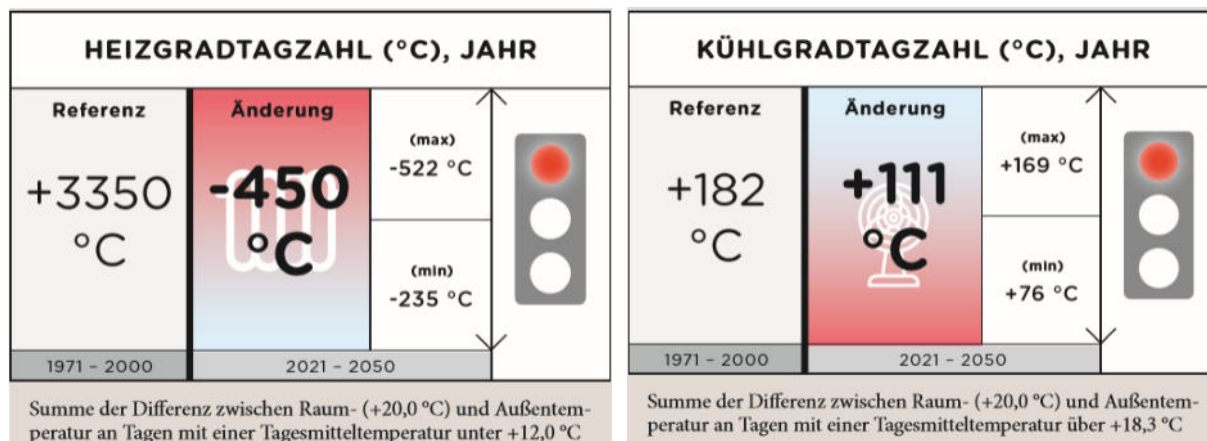 HEIZGRADTAGZAHL (°C), JAHR
Referenz
+3350
°C
Änderung
-450
°C
(max)
-522 °C
(min)
-235 °C
1971 – 2000
2021 – 2050
Summe der Differenz zwischen Raum- (+20,0 °C) und Außentem-
peratur an Tagen mit einer Tagesmitteltemperatur unter +12,0 °C
KÜHLGRADTAGZAHL (°C), JAHR
Referenz
+182
°C
Änderung
+111
°C
(max)
+169 °C
(min)
+76 °C
1971 – 2000
2021 – 2050
Summe der Differenz zwischen Raum- (+20,0 °C) und Außentem-
peratur an Tagen mit einer Tagesmitteltemperatur über +18,3 °C